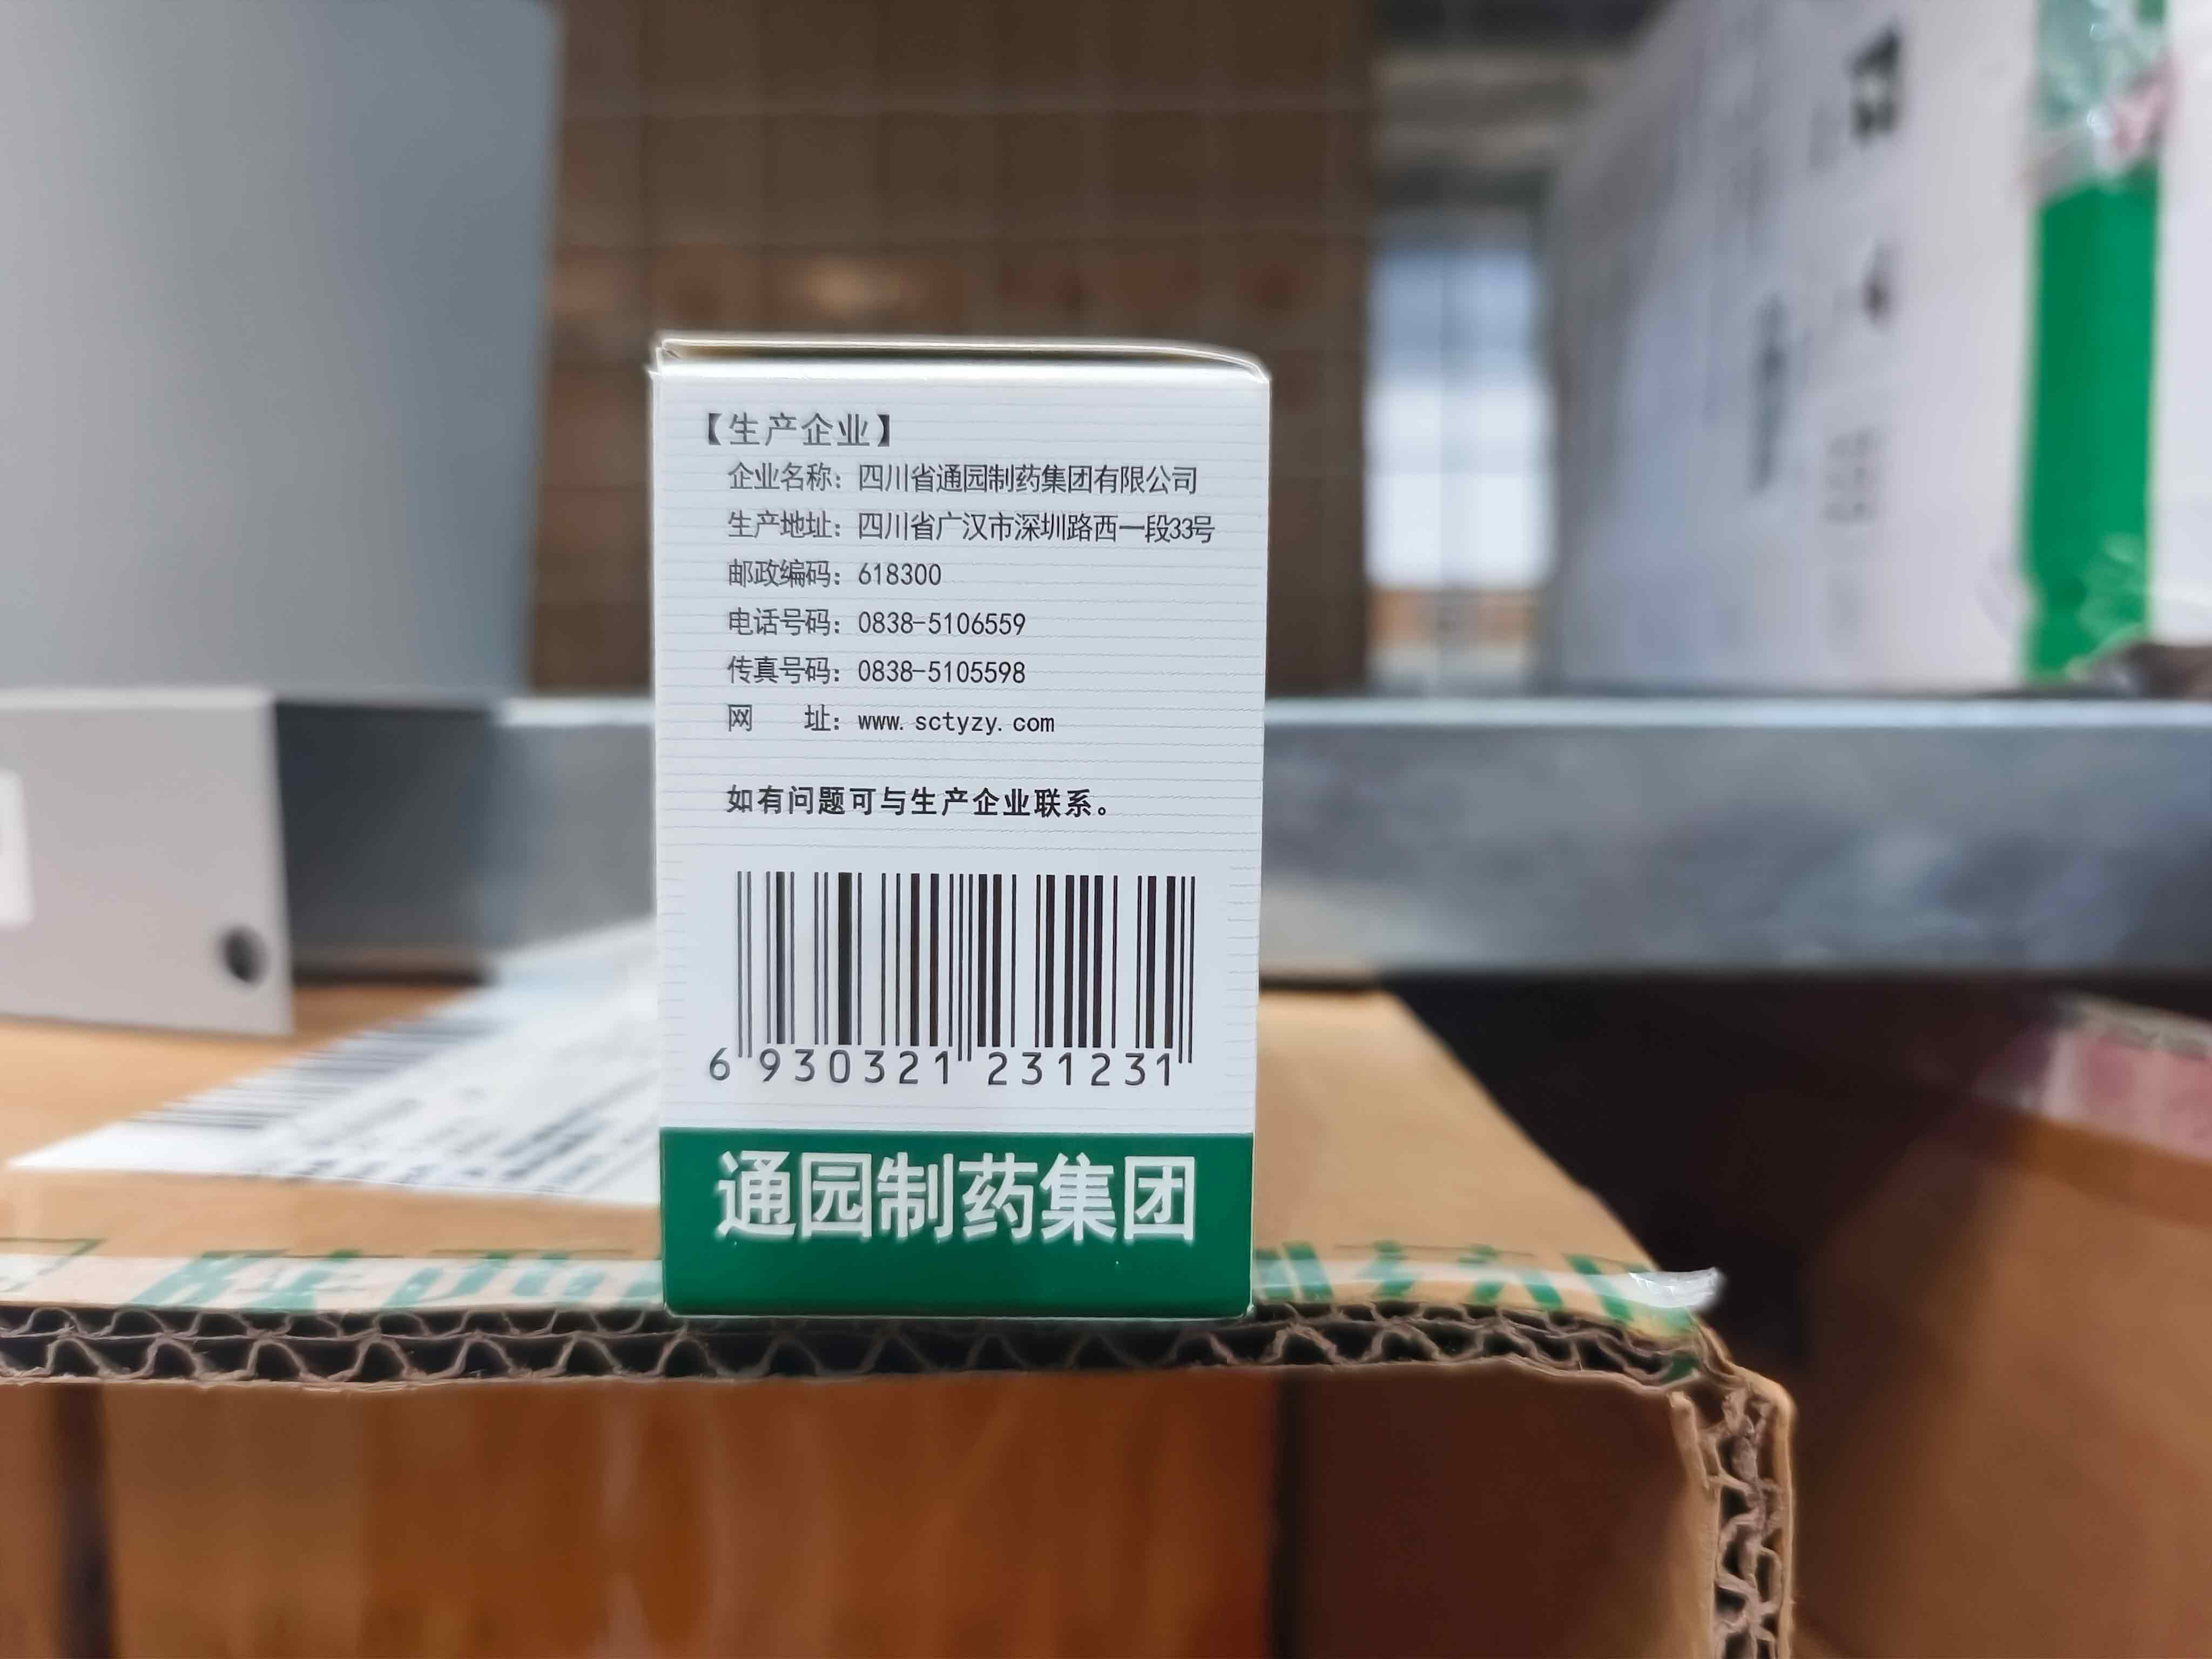 【生产企业】
企业名称：四川省通园制药集团有限公司
生产地址：四川省广汉市深圳路西一段33号
邮政编码：618300
电话号码：0838-5106559
传真号码：0838-5105598
网 址：www.sctyzy.com
如有问题可与生产企业联系。
6 930321 231231
通园制药集团